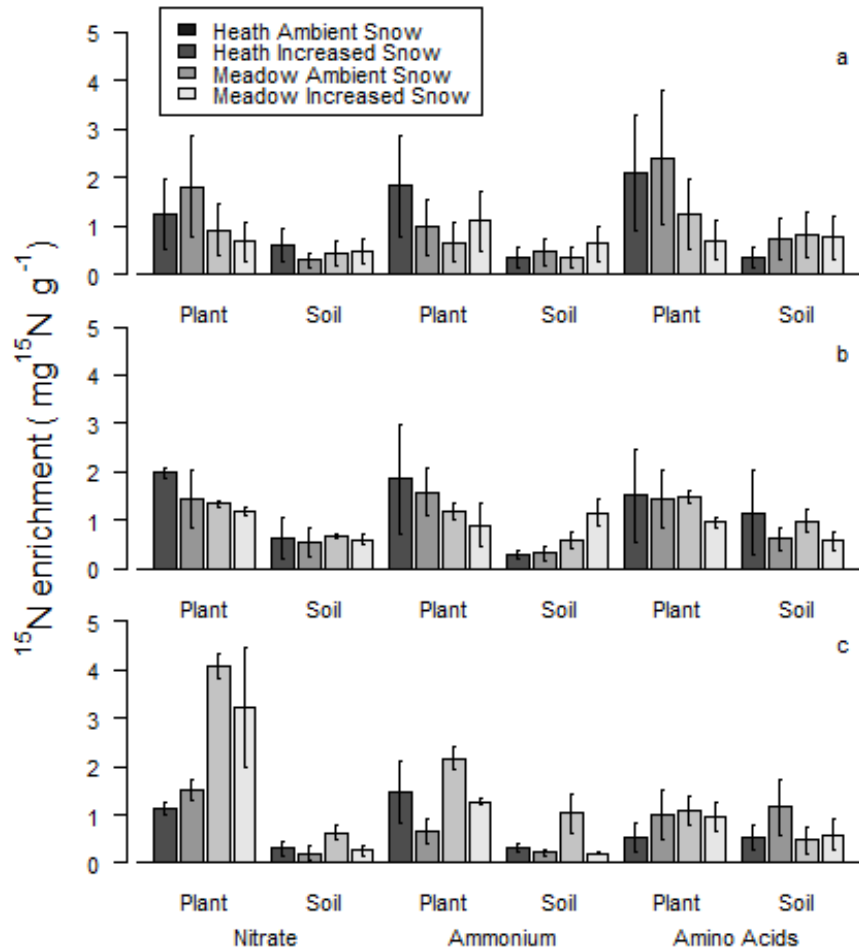 Heath Ambient Snow
Heath Increased Snow
Meadow Ambient Snow
Meadow Increased Snow
a
5
4
3
2
1
0
Plant Soil Plant Soil Plant Soil
b
5
4
3
2
1
0
Plant Soil Plant Soil Plant Soil
c
5
4
3
2
1
0
Plant Soil Plant Soil Plant Soil
Nitrate Ammonium Amino Acids
¹⁵N enrichment ( mg¹⁵N g⁻¹)